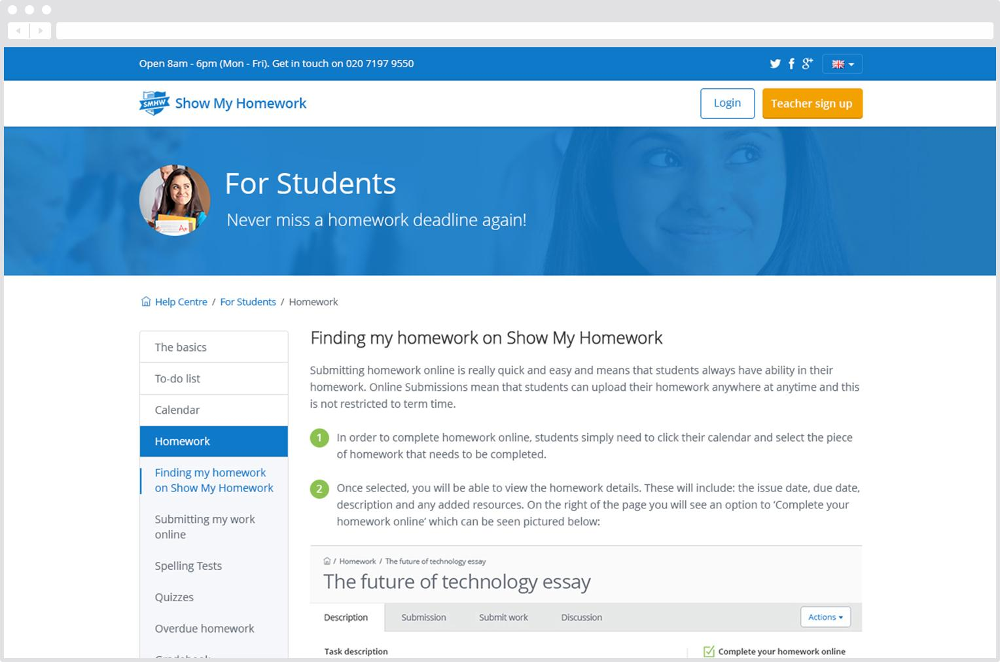 Open 8am - 6pm (Mon - Fri). Get in touch on 020 7197 9550
SMHW Show My Homework
Login
Teacher sign up
For Students
Never miss a homework deadline again!
A+
Help Centre / For Students / Homework
The basics
To-do list
Calendar
Homework
Finding my homework
on Show My Homework
Submitting my work
online
Spelling Tests
Quizzes
Overdue homework
Finding my homework on Show My Homework
Submitting homework online is really quick and easy and means that students always have ability in their
homework. Online Submissions mean that students can upload their homework anywhere at anytime and this
is not restricted to term time.
1 In order to complete homework online, students simply need to click their calendar and select the piece
of homework that needs to be completed.
2 Once selected, you will be able to view the homework details. These will include: the issue date, due date,
description and any added resources. On the right of the page you will see an option to ‘Complete your
homework online’ which can be seen pictured below:
/ Homework / The future of technology essay
The future of technology essay
Description Submission Submit work Discussion Actions
Task description
Complete your homework online